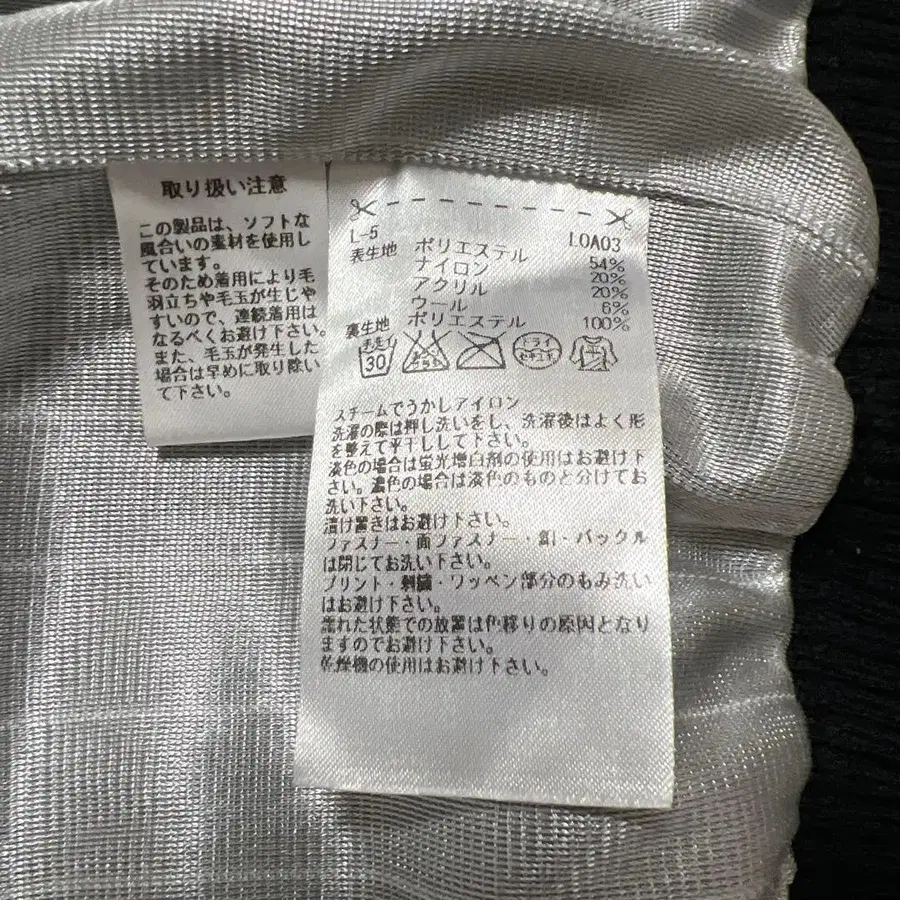 取り扱い注意
この製品は、ソフトな
風合いの素材を使用し
ています。
そのため着用により毛
羽立ちや毛玉が生じや
すいので、連続着用は
なるべくお避け下さい。
また、毛玉が発生した
場合は早めに取り除い
て下さい。
L-5 LOA03
表生地 ポリエステル 54%
ナイロン 20%
アクリル 20%
ウール 6%
裏生地 ポリエステル 100%
手洗イ 30 エンソサラシ ドライ セキユ系
スチームでうかしアイロン
洗濯の際は押し洗いをし、洗濯後はよく形
を整えて平干しして下さい。
淡色の場合は蛍光増白剤の使用はお避け下
さい。濃色の場合は淡色のものと分けてお
洗い下さい。
漬け置きはお避け下さい。
ファスナー・面ファスナー・釦・バックル
は閉じてお洗い下さい。
プリント・刺繍・ワッペン部分のもみ洗い
はお避け下さい。
濡れた状態での放置は色移りの原因となり
ますのでお避け下さい。
乾燥機の使用はお避け下さい。